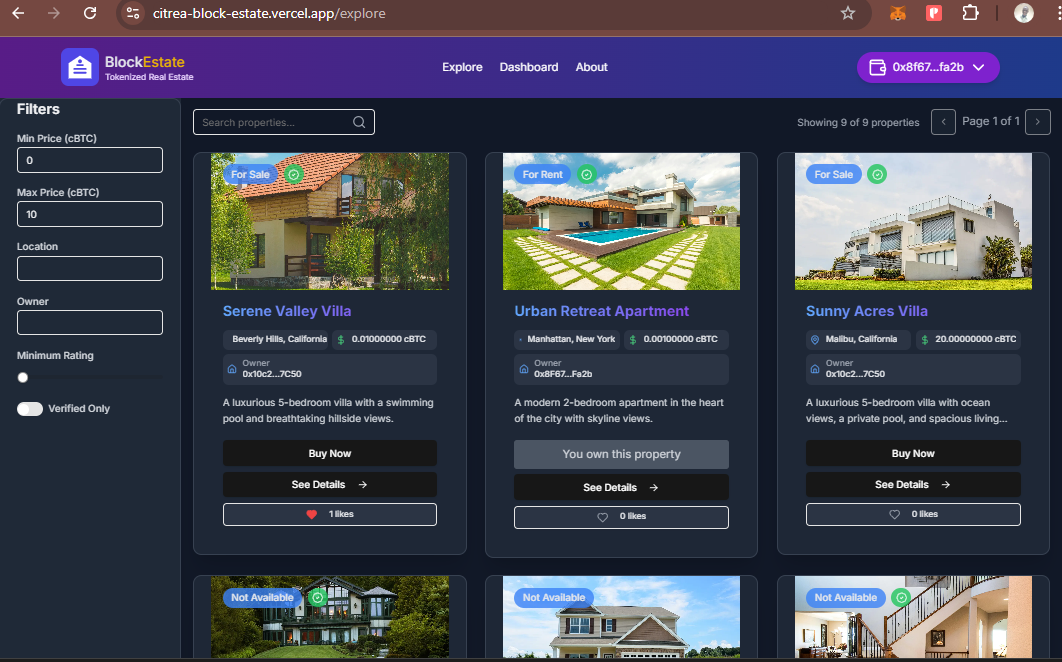 citrea-block-estate.vercel.app/explore
BlockEstate
Tokenized Real Estate
Explore
Dashboard
About
0x8f67...fa2b
Filters
Min Price (cBTC)
0
Max Price (cBTC)
10
Location
Owner
Minimum Rating
Verified Only
Search properties...
Showing 9 of 9 properties
Page 1 of 1
For Sale
Serene Valley Villa
Beverly Hills, California
$ 0.01000000 cBTC
Owner
0x10c2...7C50
A luxurious 5-bedroom villa with a swimming
pool and breathtaking hillside views.
Buy Now
See Details →
1 likes
For Rent
Urban Retreat Apartment
Manhattan, New York
$ 0.00100000 cBTC
Owner
0x8F67...Fa2b
A modern 2-bedroom apartment in the heart
of the city with skyline views.
You own this property
See Details →
0 likes
For Sale
Sunny Acres Villa
Malibu, California
$ 20.00000000 cBTC
Owner
0x10c2...7C50
A luxurious 5-bedroom villa with ocean
views, a private pool, and spacious living...
Buy Now
See Details →
0 likes
Not Available
Not Available
Not Available